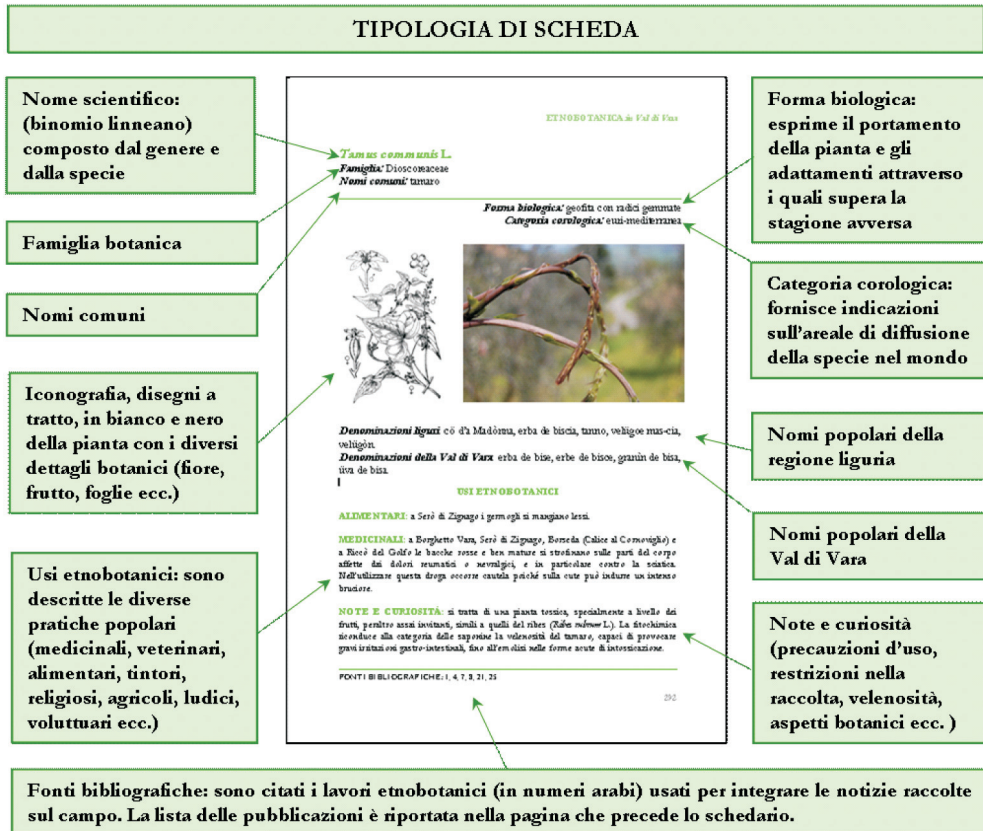 TIPOLOGIA DI SCHEDA
Nome scientifico:
(binomio linneano)
composto dal genere e
dalla specie
Famiglia botanica
Nomi comuni
Iconografia, disegni a
tratto, in bianco e nero
della pianta con i diversi
dettagli botanici (fiore,
frutto, foglie ecc.)
Usi etnobotanici: sono
descritte le diverse
pratiche popolari
(medicinali, veterinari,
alimentari, tintori,
religiosi, agricoli, ludici,
voluttuari ecc.)
ETNOBOTANICA in Val di Vara
Tamus communis L.
Famiglia: Dioscoreaceae
Nomi comuni: tamaro
Forma biologica: geofita con radici gemmate
Categoria corologica: euri-mediterranea
Denominazioni liguri cö d'a Madònna, erba de biscia, tanno, veliigoe mas-cia,
veliigòn.
Denominazioni della Val di Vara erba de bise, erbe de bisce, granùn de bisa,
üva de bisa.
USI ETNOBOTANICI
ALIMENTARI: a Serò di Zignago i germogli si mangiano lessi.
MEDICINALI: a Borghetto Vara, Serò di Zignago, Borseda (Calice al Cornoviglio) e
a Riccò del Golfo le bacche rosse e ben mature si strofinano sulle parti del corpo
affette dai dolori reumatici o nevralgici, e in particolare contro la sciatica.
Nell'utilizzare questa droga occorre cautela poiché sulla cute può indurre un intenso
bruciore.
NOTE E CURIOSITÀ: si tratta di una pianta tossica, specialmente a livello dei
frutti, peraltro assai invitanti, simili a quelli del ribes (Ribes rubrum L.). La fitochimica
riconduce alla categoria delle saponine la velenosità del tamaro, capaci di provocare
gravi irritazioni gastro-intestinali, fino all'emolisi nelle forme acute di intossicazione.
FONTI BIBLIOGRAFICHE: 1, 4, 7, 8, 21, 25
Forma biologica:
esprime il portamento
della pianta e gli
adattamenti attraverso
i quali supera la
stagione avversa
Categoria corologica:
fornisce indicazioni
sull'areale di diffusione
della specie nel mondo
Nomi popolari della
regione liguria
Nomi popolari della
Val di Vara
Note e curiosità
(precauzioni d'uso,
restrizioni nella
raccolta, velenosità,
aspetti botanici ecc. )
Fonti bibliografiche: sono citati i lavori etnobotanici (in numeri arabi) usati per integrare le notizie raccolte
sul campo. La lista delle pubblicazioni è riportata nella pagina che precede lo schedario.